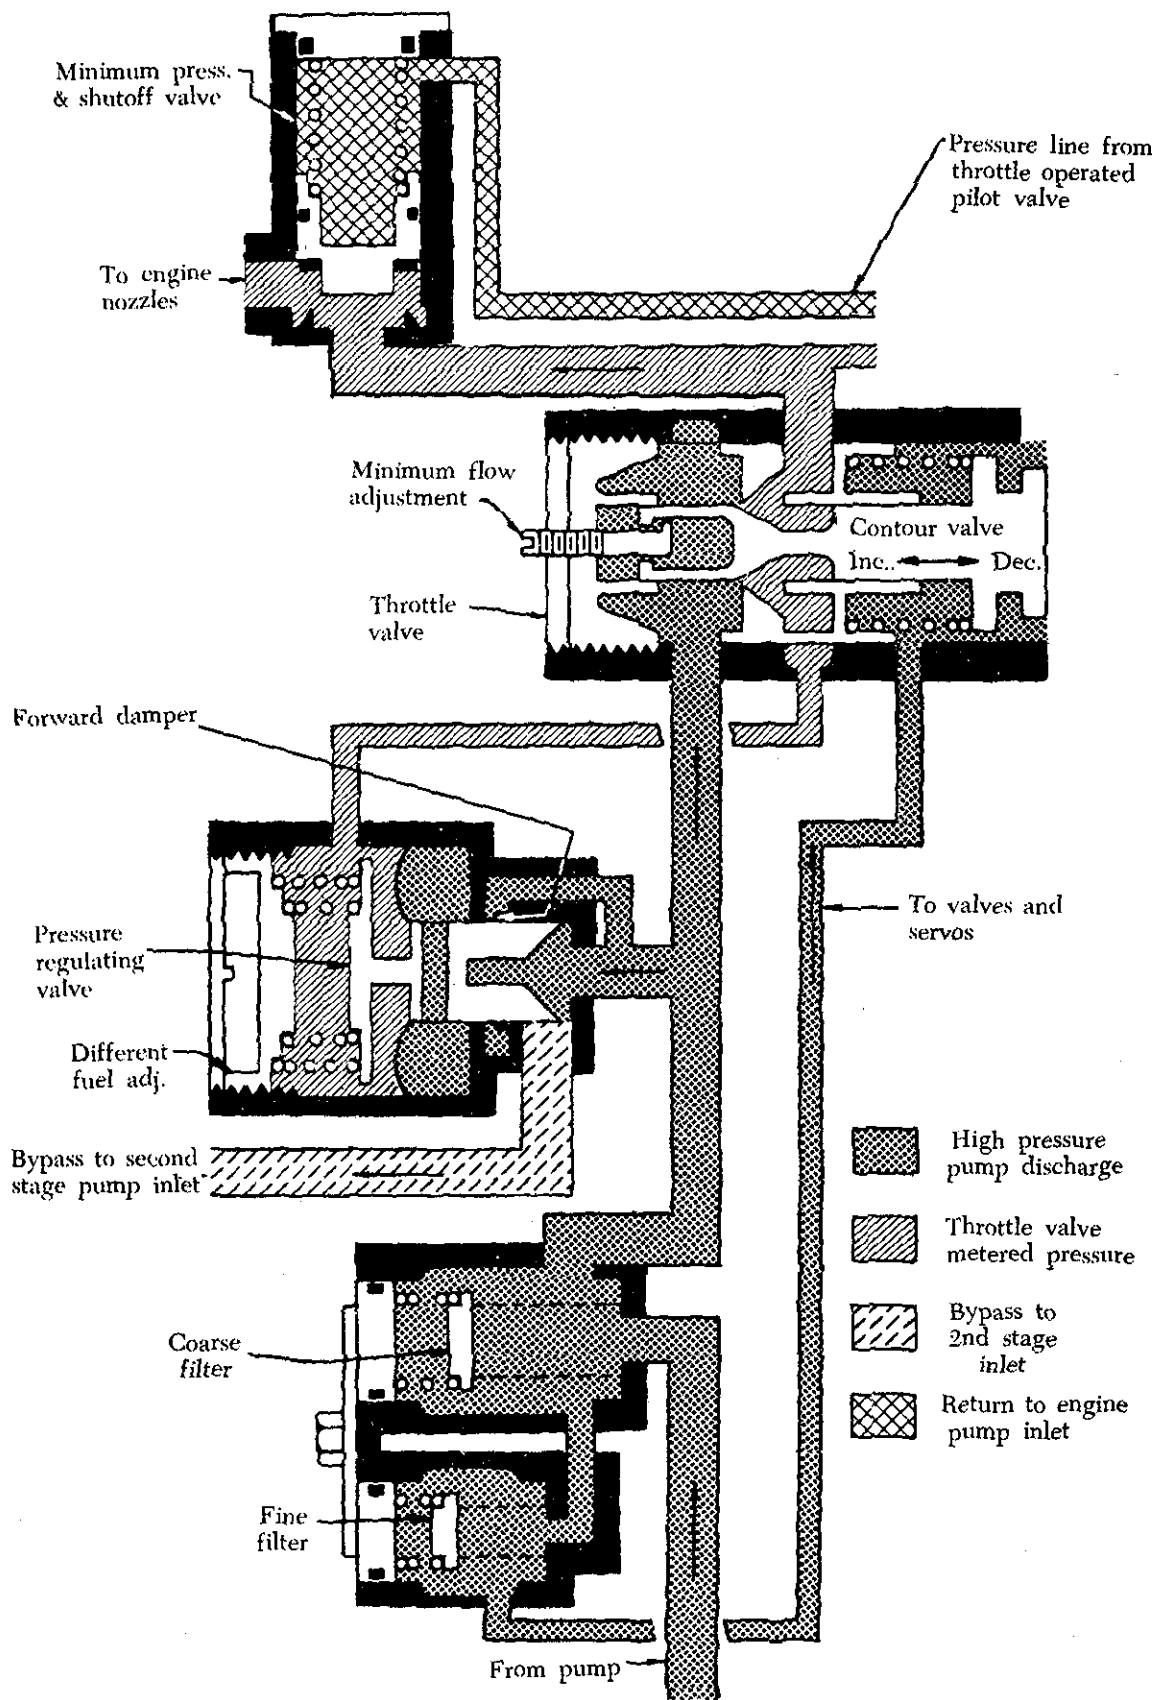 Minimum press.
& shutoff valve
Pressure line from
throttle operated
pilot valve
To engine
nozzles
Minimum flow
adjustment
Contour valve
Inc.. Dec.
Throttle
valve
Forward damper
To valves and
servos
Pressure
regulating
valve
Different
fuel adj.
Bypass to second
stage pump inlet
High pressure
pump discharge
Throttle valve
metered pressure
Bypass to
2nd stage
inlet
Return to engine
pump inlet
Coarse
filter
Fine
filter
From pump